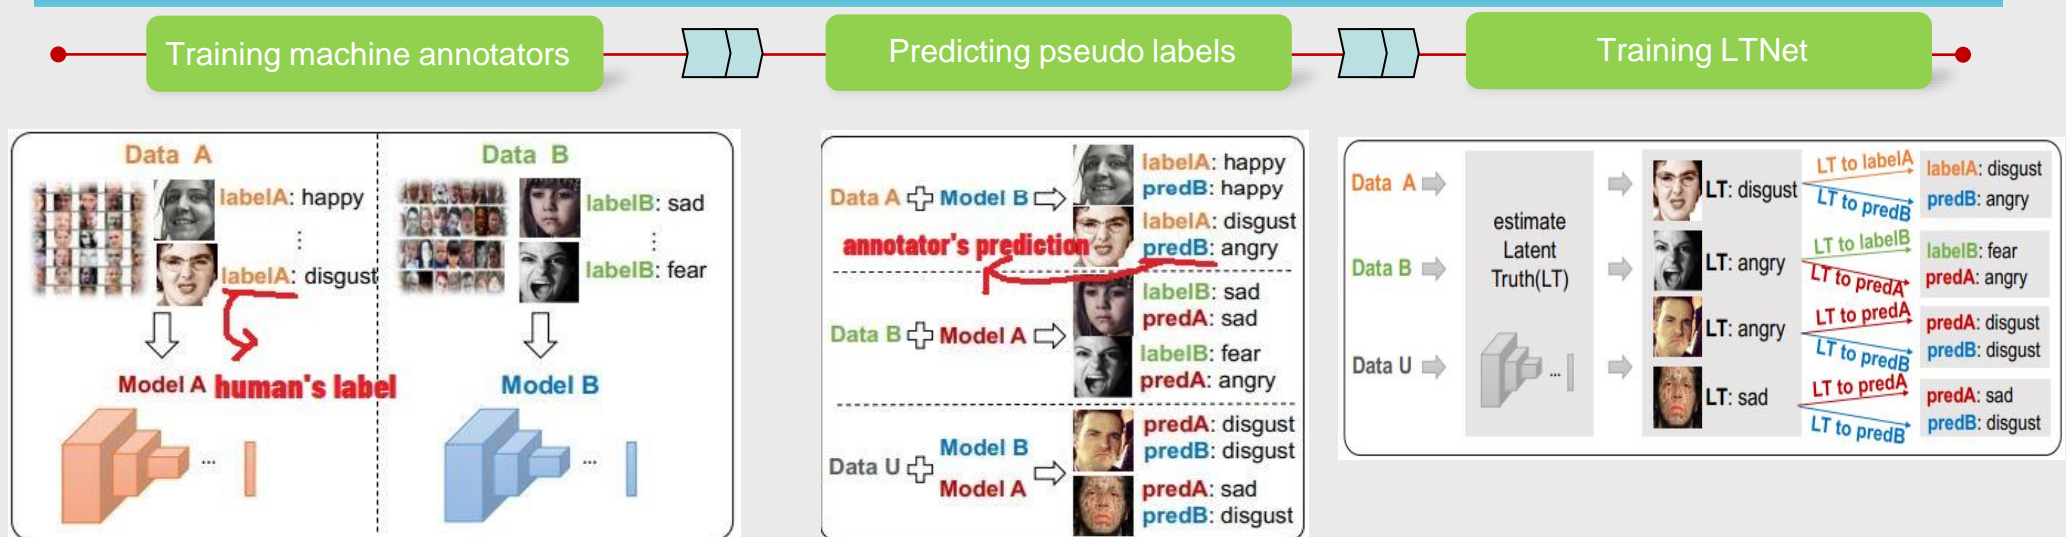 Training machine annotators
Predicting pseudo labels
Training LTNet
Data A
Data B
labelA: happy
⋮
labelA: disgust
labelB: sad
⋮
labelB: fear
Model A
human's label
Model B
...
...
Data A + Model B
labelA: happy
predB: happy
labelA: disgust
predB: angry
annotator's prediction
Data B + Model A
labelB: sad
predA: sad
labelB: fear
predA: angry
Data U + Model B
Model A
predA: disgust
predB: disgust
predA: sad
predB: disgust
Data A
Data B
Data U
estimate
Latent
Truth(LT)
...
LT: disgust
LT to labelA
LT to predB
labelA: disgust
predB: angry
LT: angry
LT to labelB
LT to predA
labelB: fear
predA: angry
LT: angry
LT to predA
LT to predB
predA: disgust
predB: disgust
LT: sad
LT to predA
LT to predB
predA: sad
predB: disgust